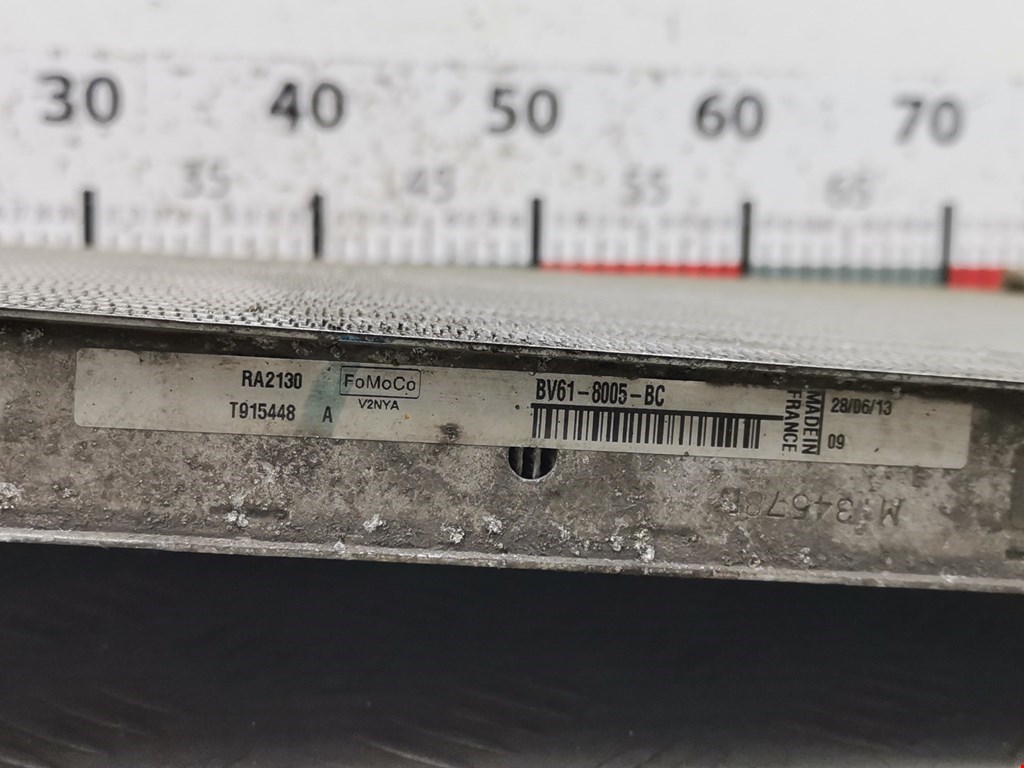 30 40 50 60 70
35 45 55 65
RA2130
T915448 A
FoMoCo
V2NYA
BV61-8005-BC
MADE IN
FRANCE
28/06/13
09